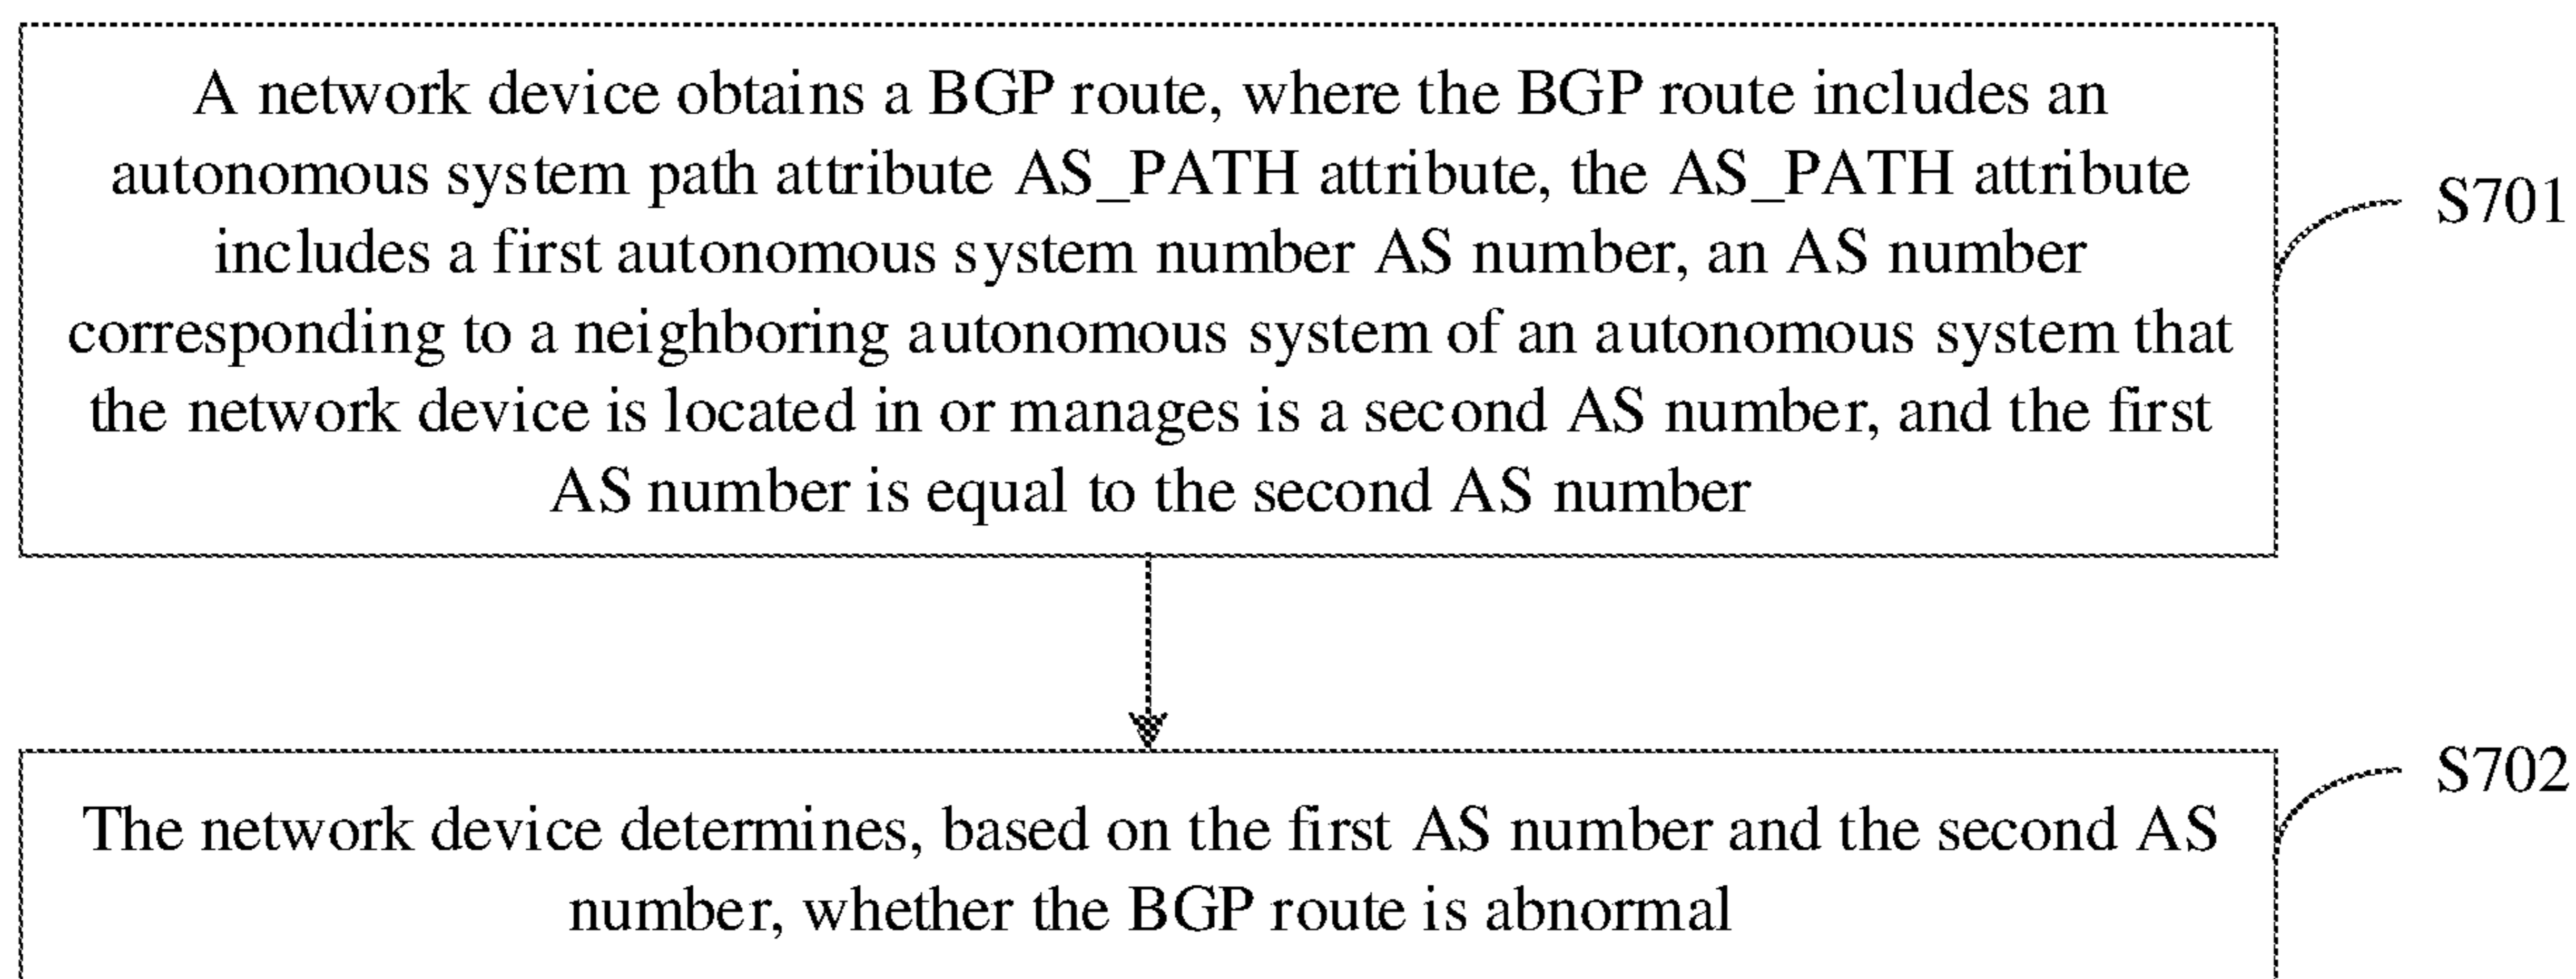 A network device obtains a BGP route, where the BGP route includes an
autonomous system path attribute AS_PATH attribute, the AS_PATH attribute
includes a first autonomous system number AS number, an AS number
corresponding to a neighboring autonomous system of an autonomous system that
the network device is located in or manages is a second AS number, and the first
AS number is equal to the second AS number
S701
The network device determines, based on the first AS number and the second AS
number, whether the BGP route is abnormal
S702